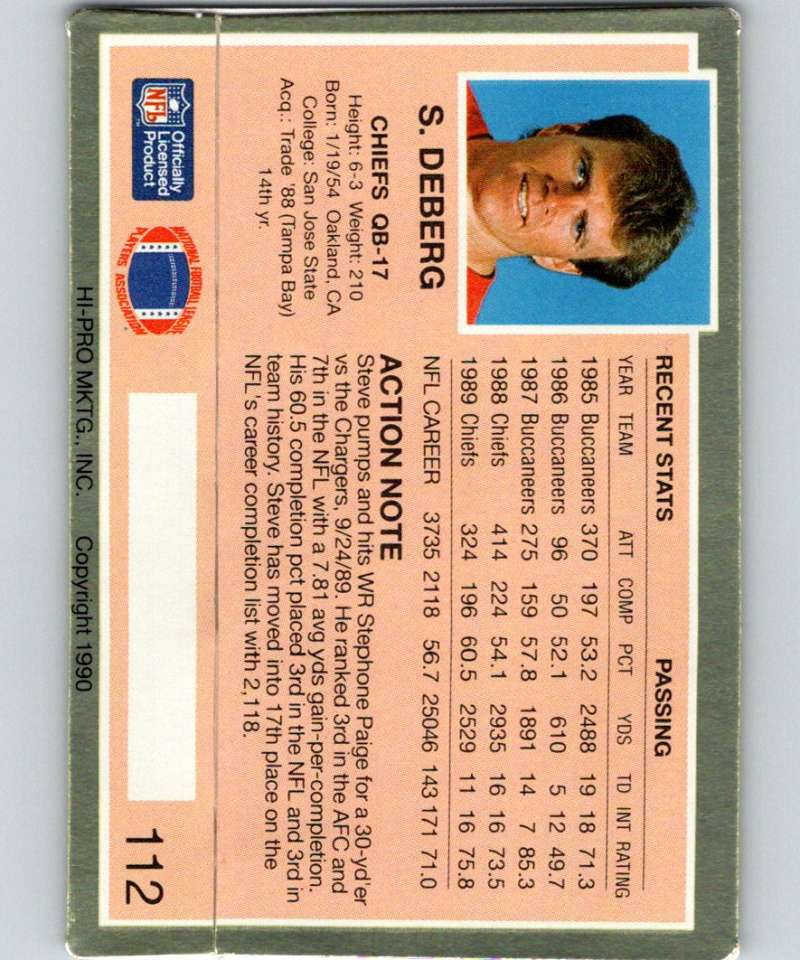 S. DEBERG
CHIEFS QB-17
Height: 6-3 Weight: 210
Born: 1/19/54 Oakland, CA
College: San Jose State
Acq.: Trade '88 (Tampa Bay)
14th yr.
RECENT STATS PASSING
YEAR TEAM ATT COMP PCT YDS TD INT RATING
1985 Buccaneers 370 197 53.2 2488 19 18 71.3
1986 Buccaneers 96 50 52.1 610 5 12 49.7
1987 Buccaneers 275 159 57.8 1891 14 7 85.3
1988 Chiefs 414 224 54.1 2935 16 16 73.5
1989 Chiefs 324 196 60.5 2529 11 16 75.8
NFL CAREER 3735 2118 56.7 25046 143 171 71.0
ACTION NOTE
Steve pumps and hits WR Stephone Paige for a 30-yd'er
vs the Chargers, 9/24/89. He ranked 3rd in the AFC and
7th in the NFL with a 7.81 avg yds gain-per-completion.
His 60.5 completion pct placed 3rd in the NFL and 3rd in
team history. Steve has moved into 17th place on the
NFL's career completion list with 2,118.
NFL
TM
Officially
Licensed
Product
NATIONAL FOOTBALL LEAGUE
PLAYERS ASSOCIATION
112
HI-PRO MKTG., INC. Copyright 1990